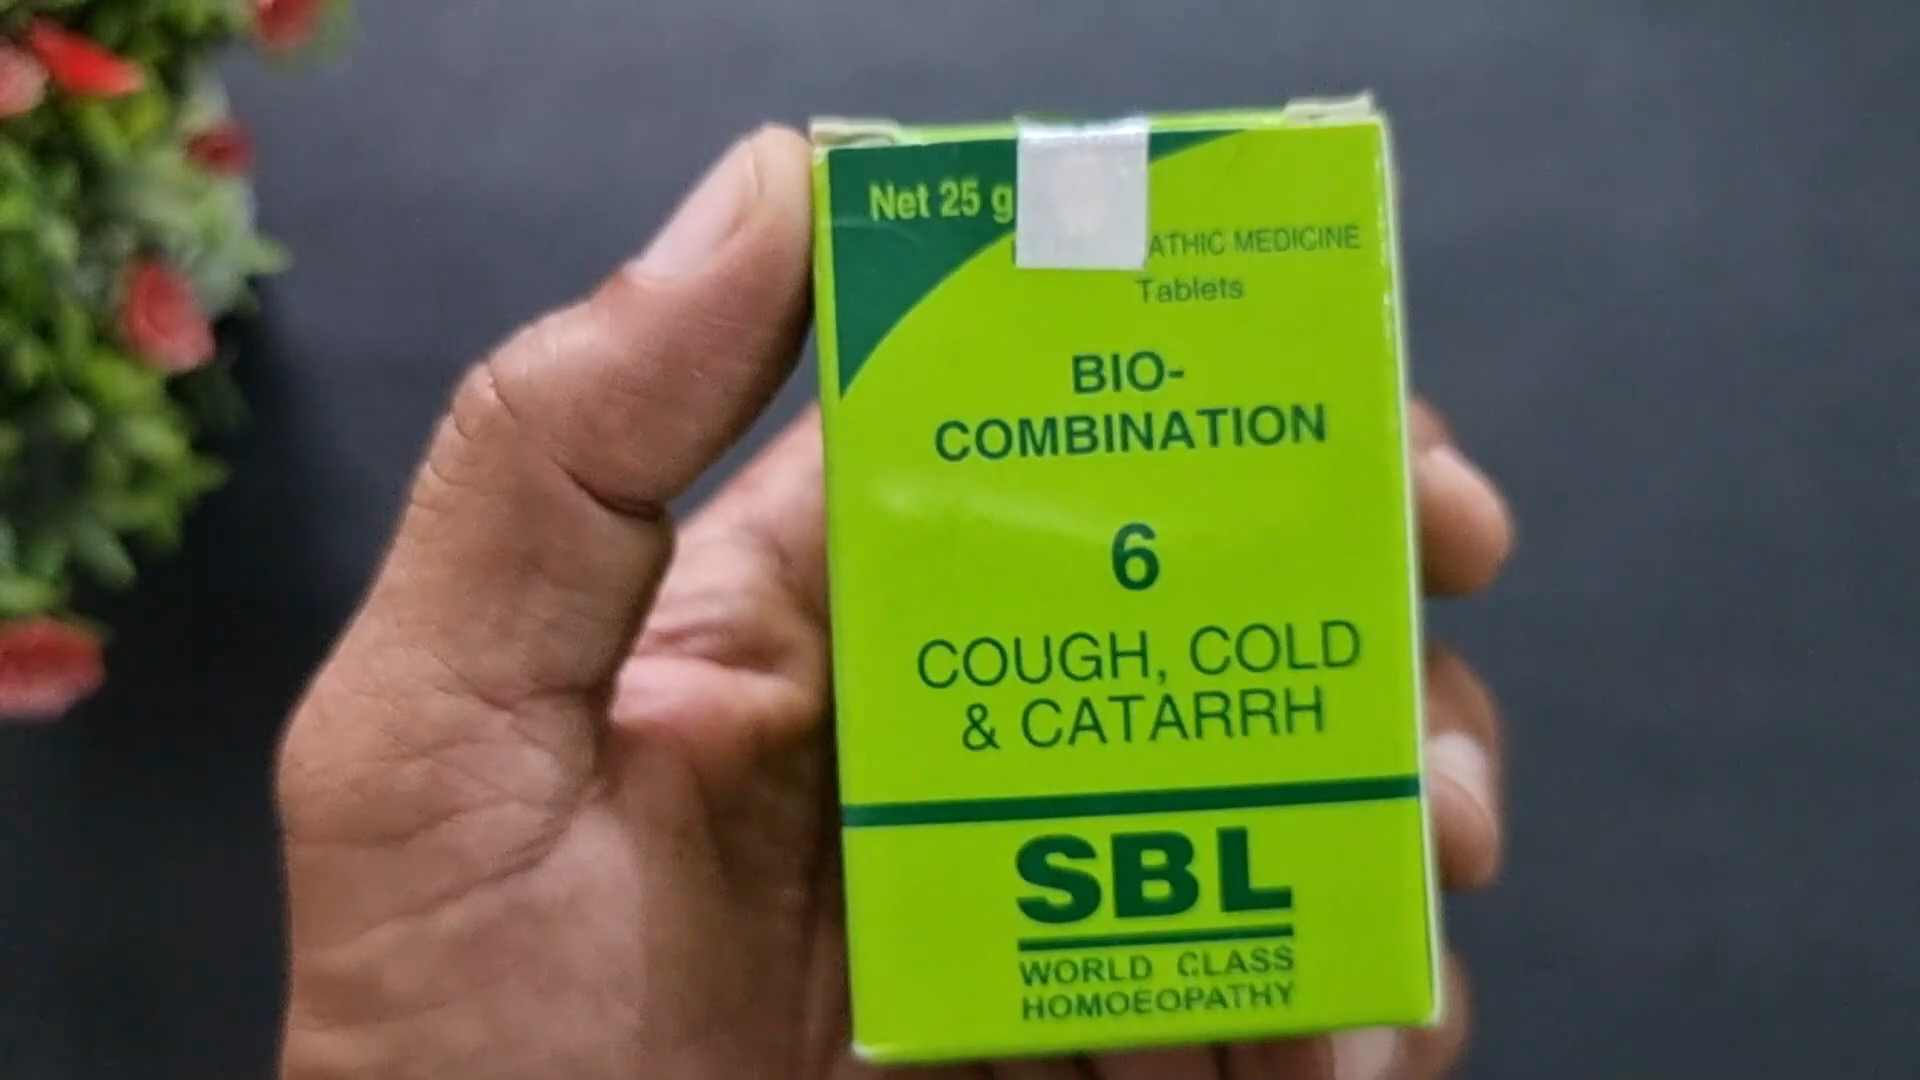 Net 25 g
ATHIC MEDICINE
Tablets
BIO-
COMBINATION
6
COUGH, COLD
& CATARRH
SBL
WORLD CLASS
HOMOEOPATHY